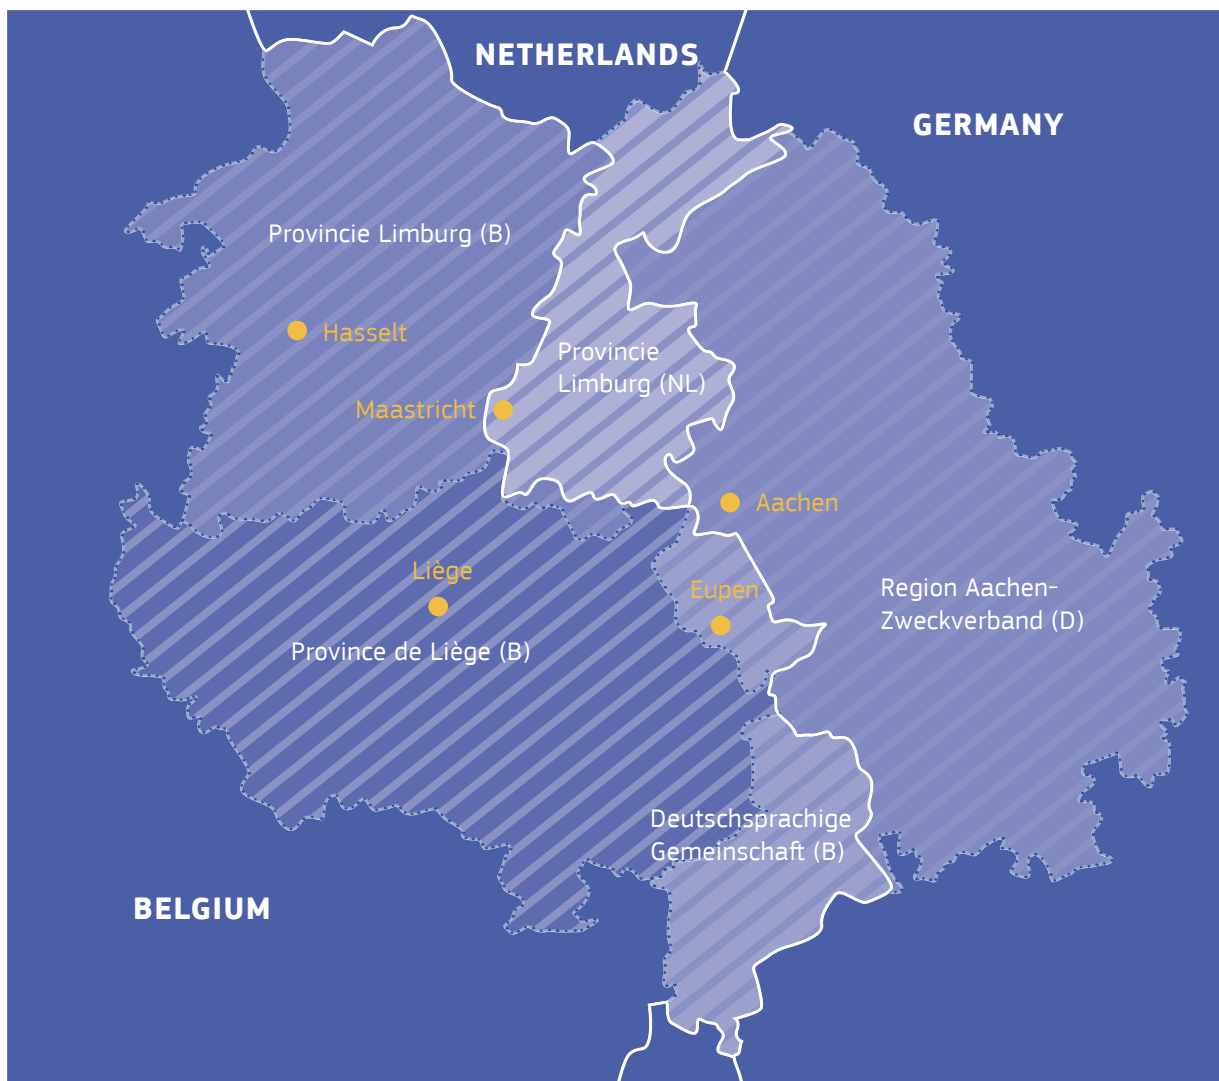 NETHERLANDS
GERMANY
Provincie Limburg (B)
Hasselt
Provincie
Limburg (NL)
Maastricht
Aachen
Liège
Eupen
Region Aachen-
Zweckverband (D)
Province de Liège (B)
Deutschsprachige
Gemeinschaft (B)
BELGIUM